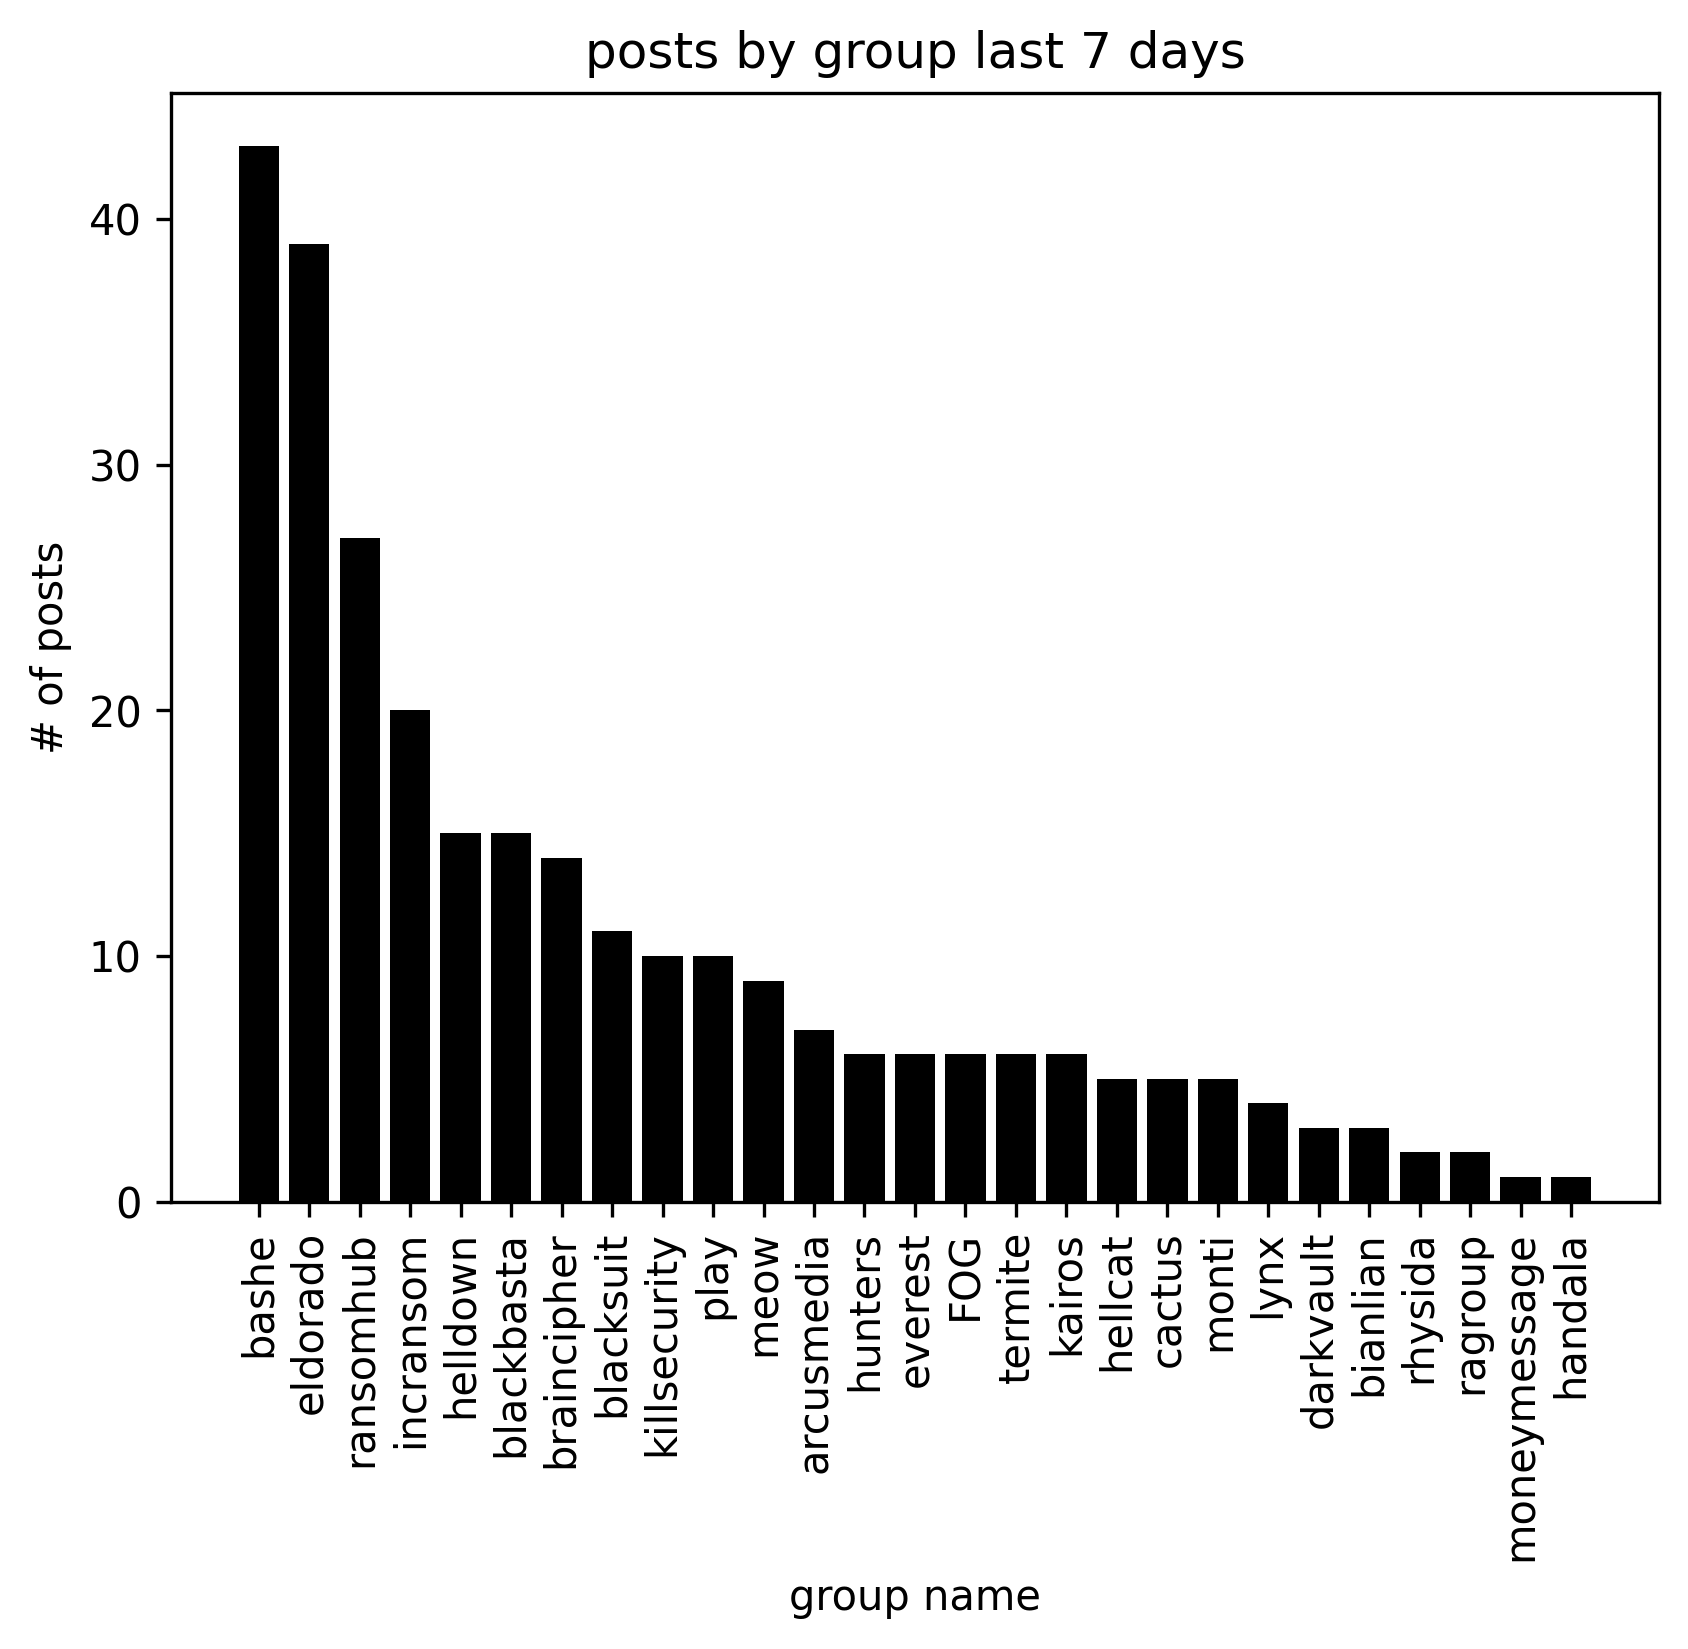 posts by group last 7 days
# of posts
40
30
20
10
0
bashe
eldorado
ransomhub
incransom
helldown
blackbasta
braincipher
blacksuit
killsecurity
play
meow
arcusmedia
hunters
everest
FOG
termite
kairos
hellcat
cactus
monti
lynx
darkvault
bianlian
rhysida
ragroup
moneymessage
handala
group name